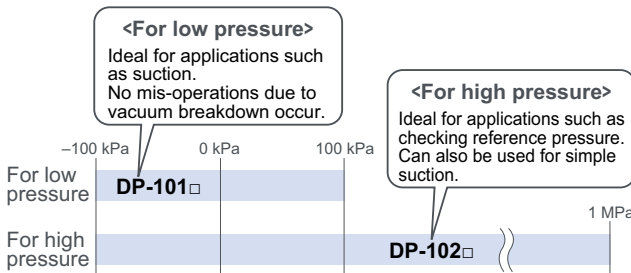 <For low pressure>
Ideal for applications such
as suction.
No mis-operations due to
vacuum breakdown occur.
<For high pressure>
Ideal for applications such as
checking reference pressure.
Can also be used for simple
suction.
–100 kPa
0 kPa
100 kPa
1 MPa
For low
pressure
DP-101□
For high
pressure
DP-102□